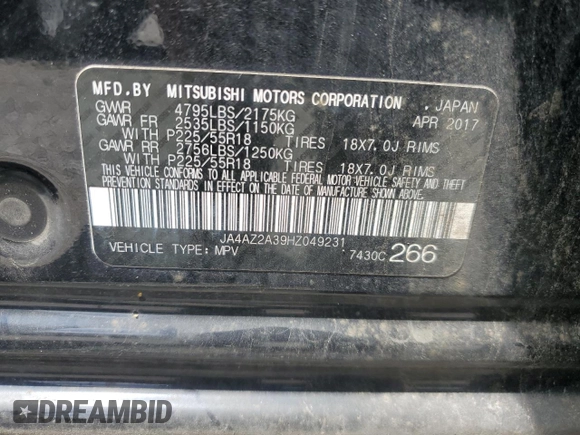 MFD.BY MITSUBISHI MOTORS CORPORATION , JAPAN
GVWR 4795LBS/2175KG APR 2017
GAWR FR 2535LBS/1150KG
WITH P225/55R18 TIRES 18X7.0J RIMS
GAWR RR 2756LBS/1250KG
WITH P225/55R18 TIRES 18X7.0J RIMS
THIS VEHICLE CONFORMS TO ALL APPLICABLE FEDERAL MOTOR VEHICLE SAFETY AND THEFT
PREVENTION STANDARDS IN EFFECT ON THE DATE OF MANUFACTURE SHOWN ABOVE.
JA4AZ2A39HZ049231
VEHICLE TYPE: MPV 7430C 266
DREAMBID